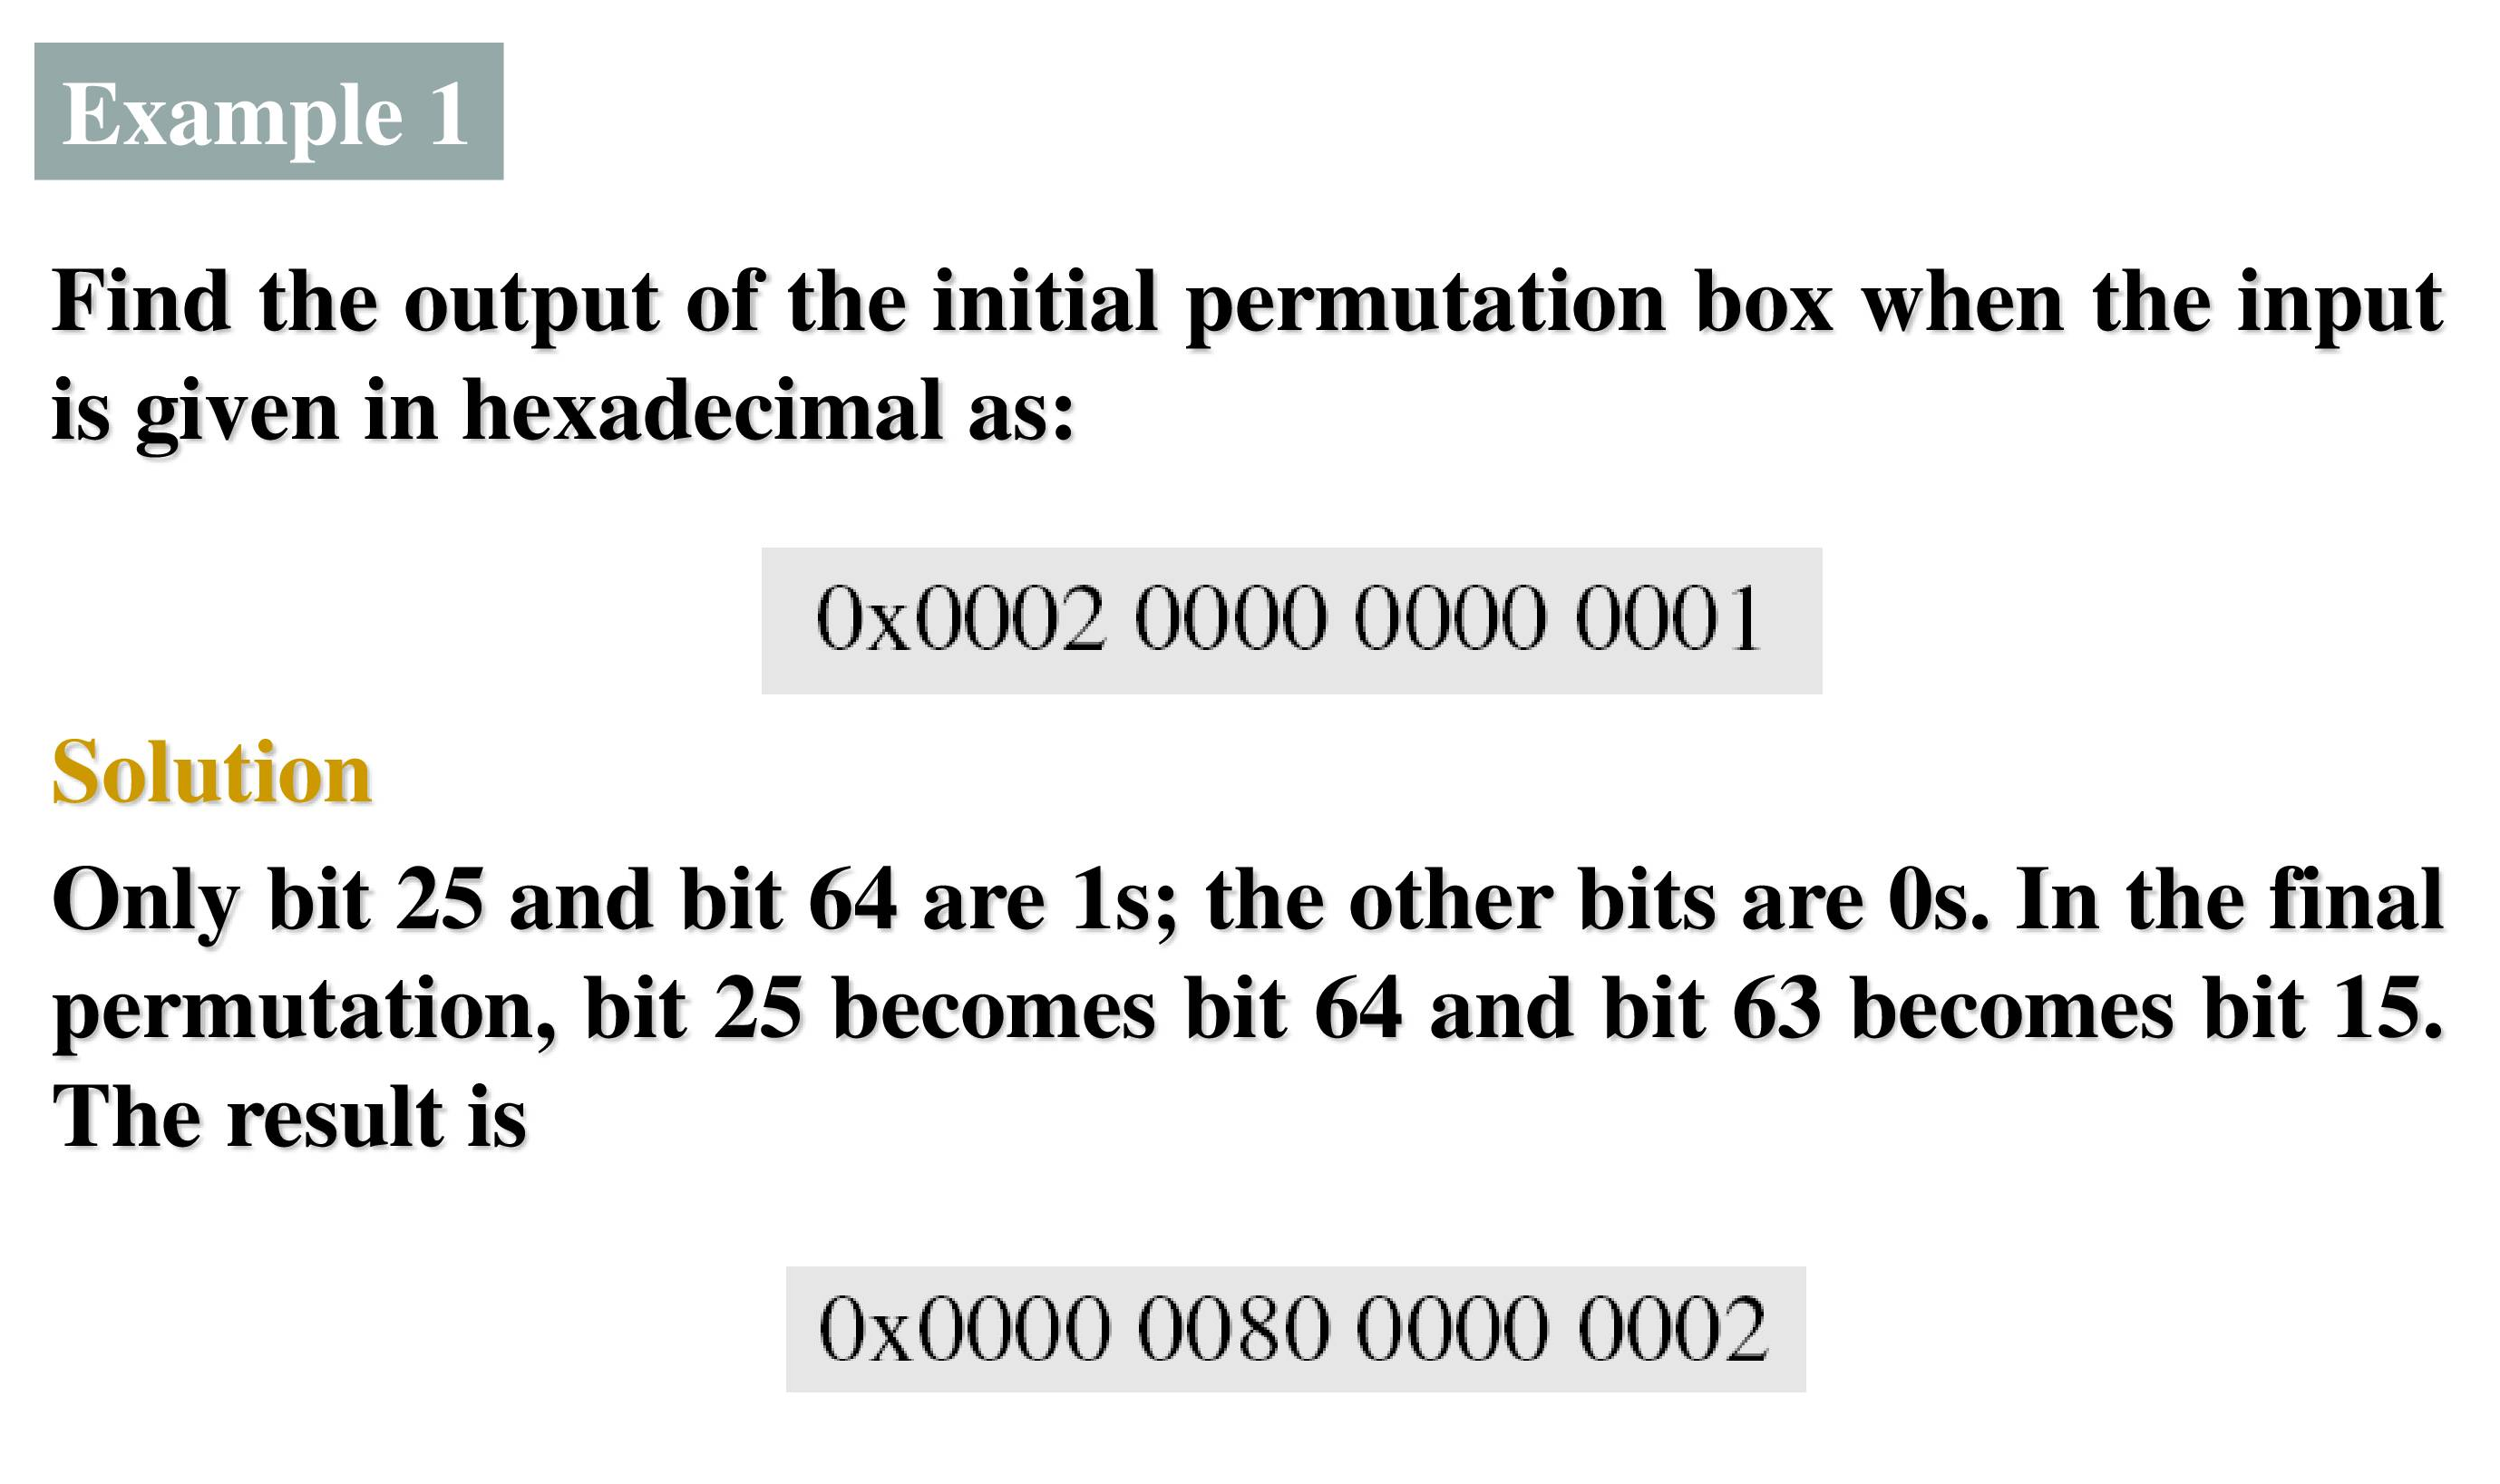 Example 1
Find the output of the initial permutation box when the input
is given in hexadecimal as:
0x0002 0000 0000 0001
Solution
Only bit 25 and bit 64 are 1s; the other bits are 0s. In the final
permutation, bit 25 becomes bit 64 and bit 63 becomes bit 15.
The result is
0x0000 0080 0000 0002